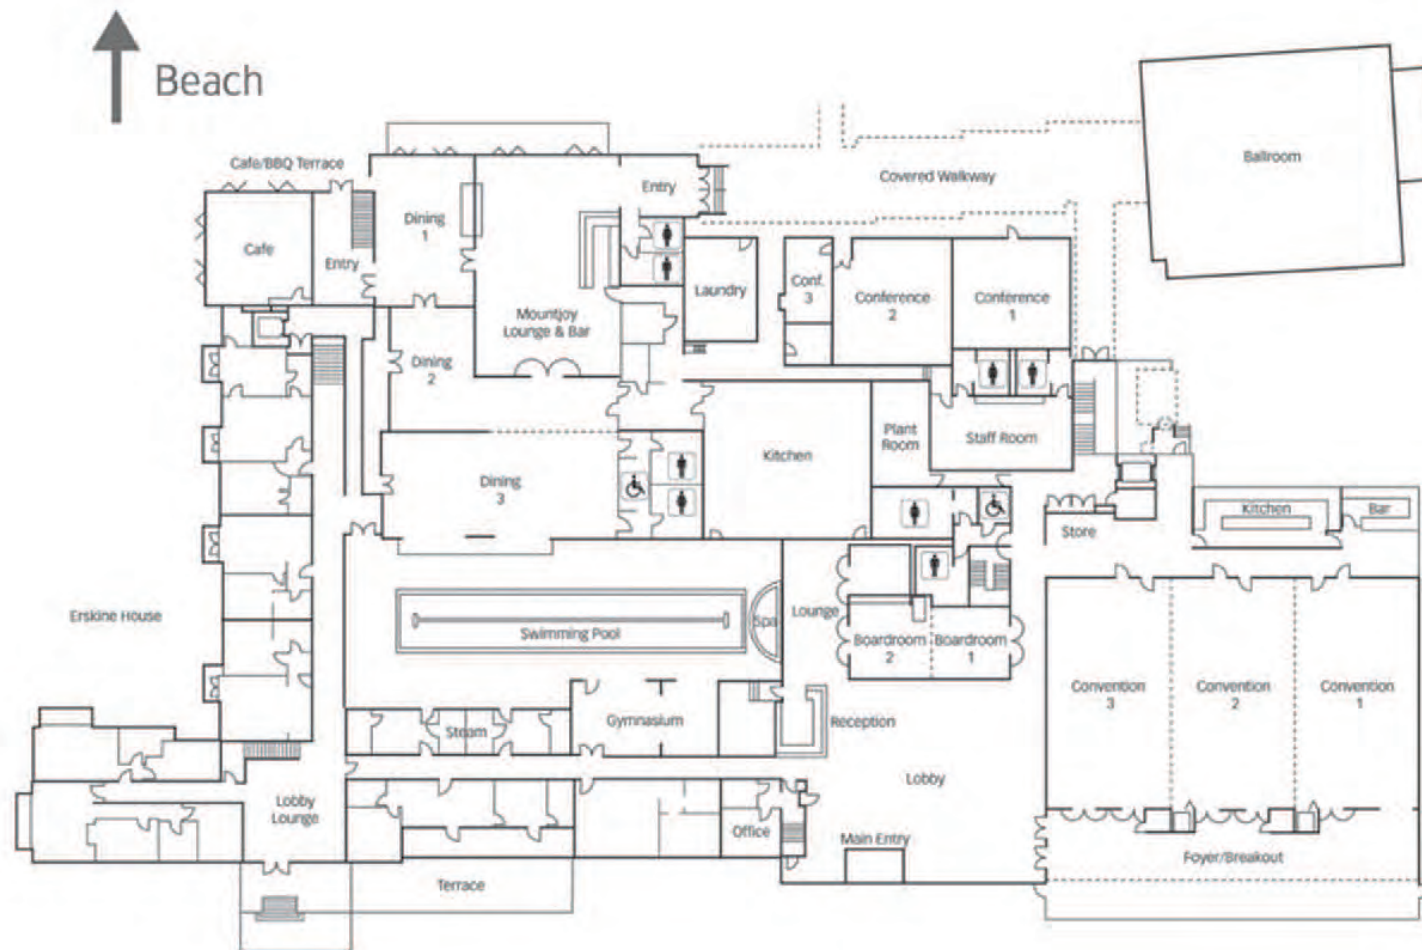 Beach
Ballroom
Cafe/BBQ Terrace
Covered Walkway
Entry
Dining
1
Cafe
Entry
Laundry
Conf.
3
Conference
2
Conference
1
Mountjoy
Lounge & Bar
Dining
2
Plant
Room
Staff Room
Kitchen
Dining
3
Kitchen
Bar
Store
Erskine House
Swimming Pool
Spa
Lounge
Boardroom
2
Boardroom
1
Convention
3
Convention
2
Convention
1
Steam
Gymnasium
Reception
Lobby
Lobby
Lounge
Office
Main Entry
Foyer/Breakout
Terrace